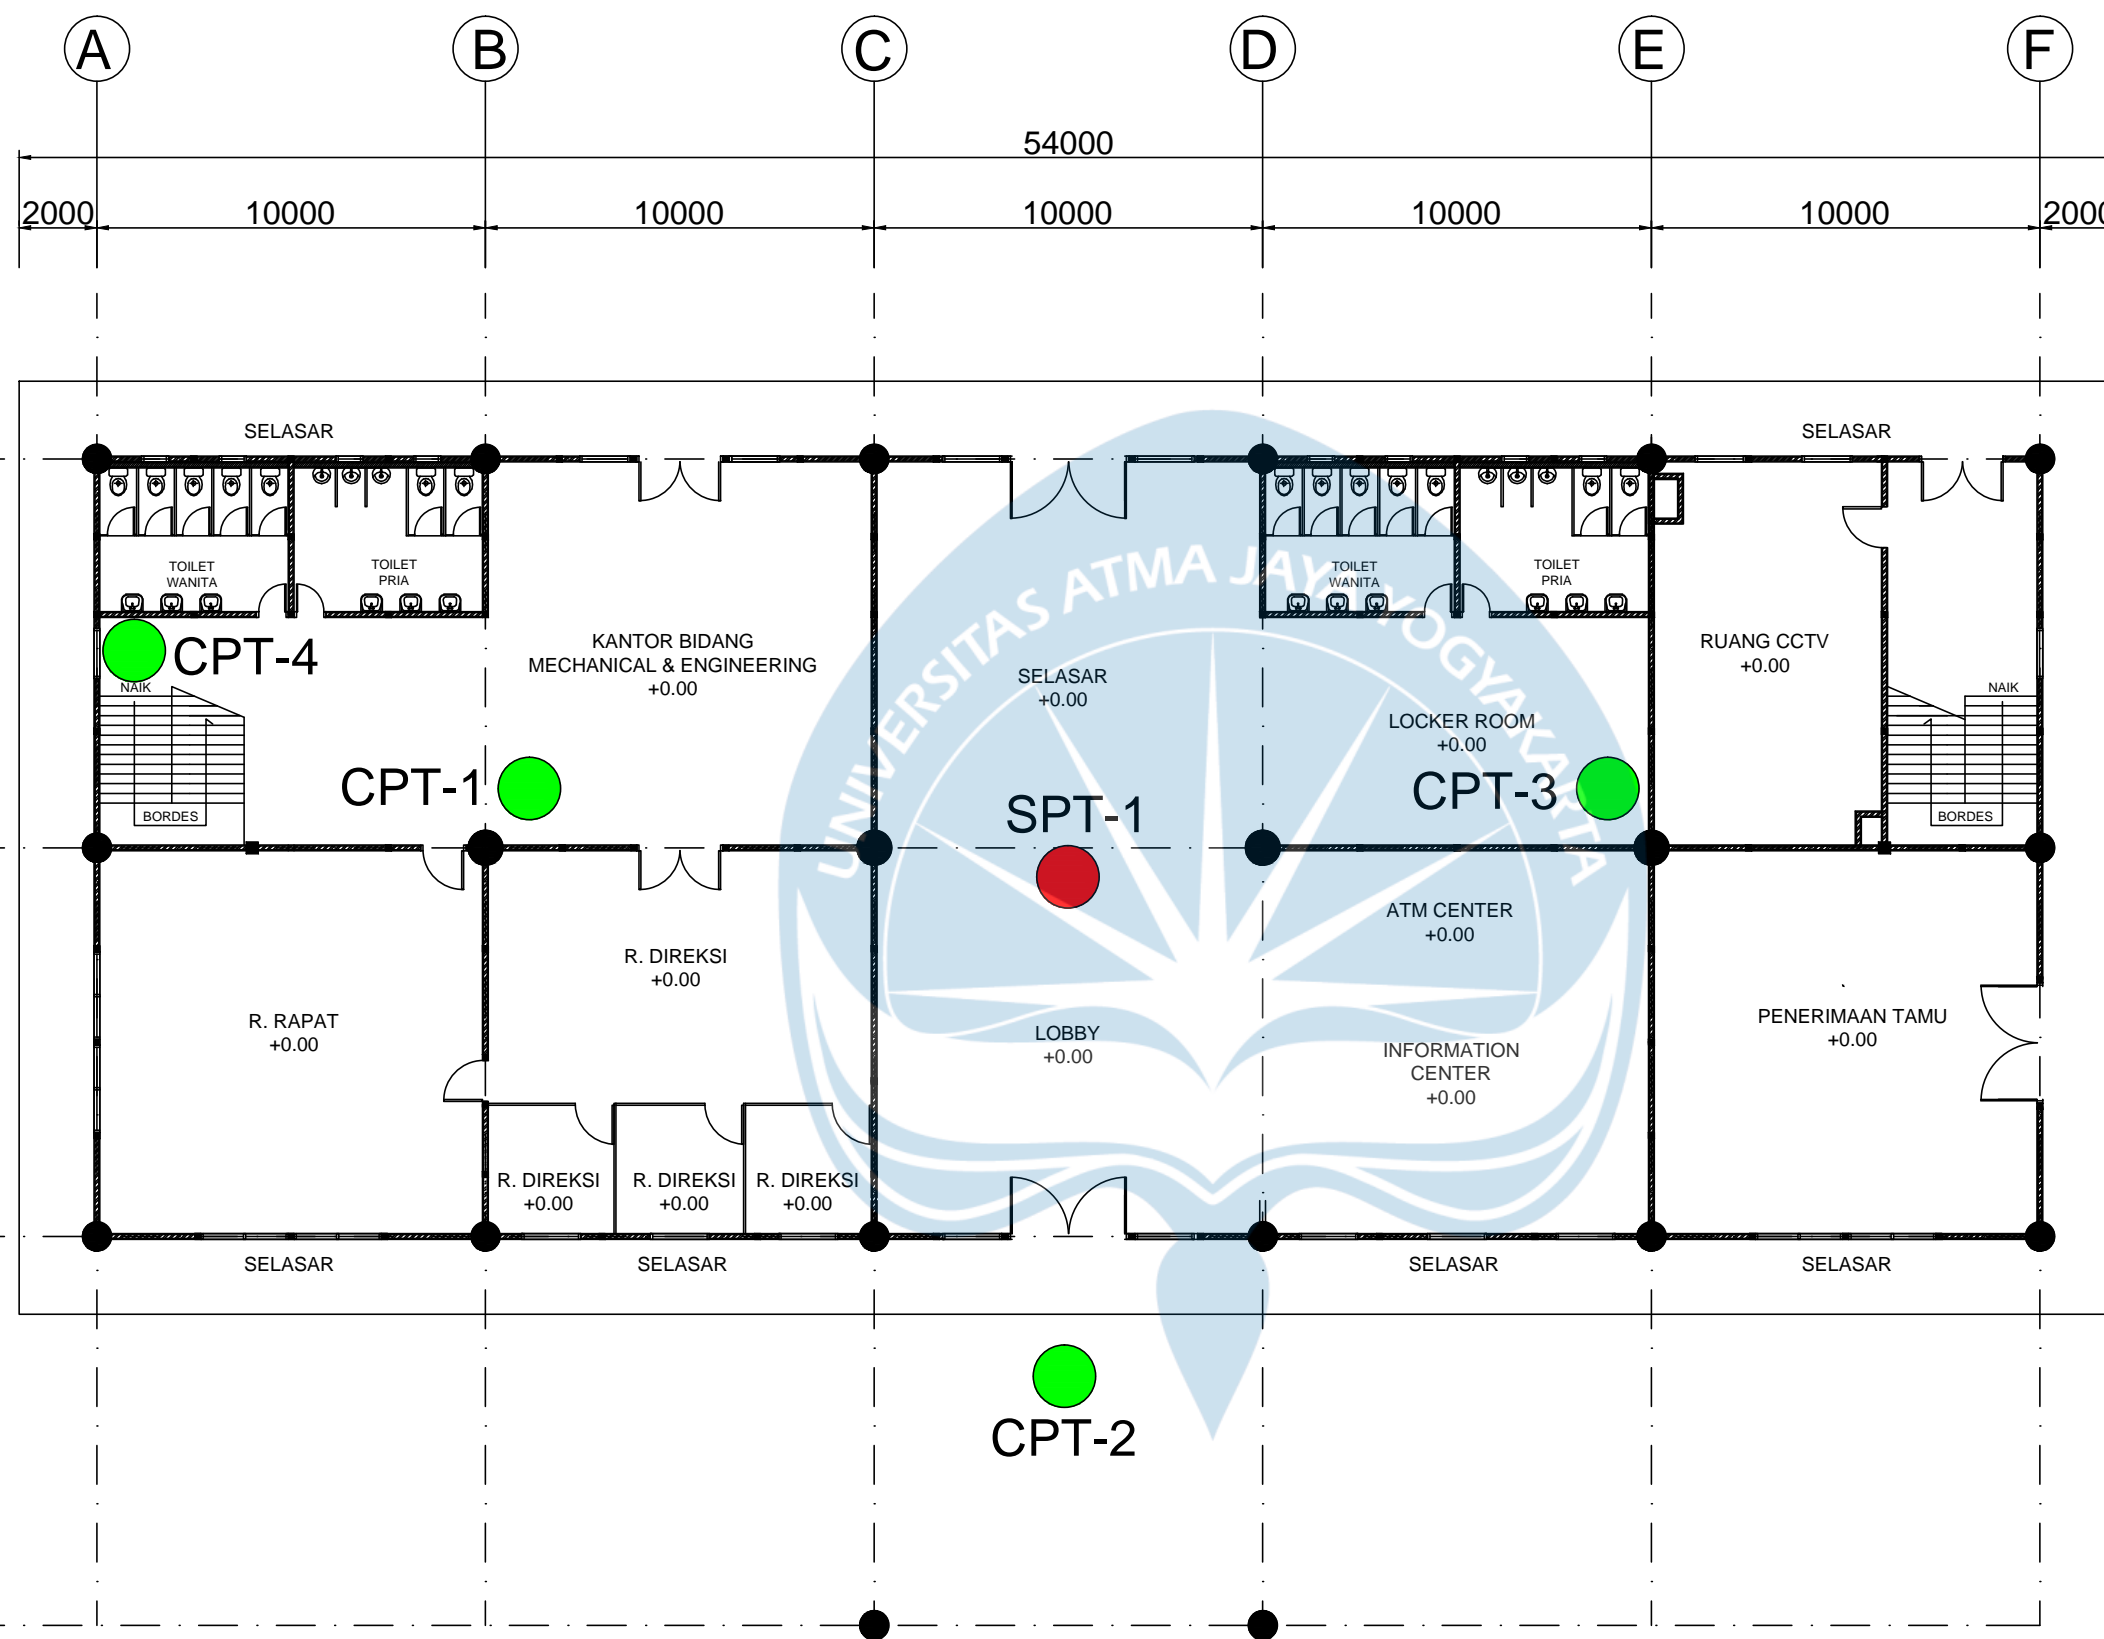 A B C D E F
54000
2000 10000 10000 10000 10000 10000 200
SELASAR SELASAR
TOILET
WANITA
TOILET
PRIA
TOILET
WANITA
TOILET
PRIA
UNIVERSITAS ATMA JAYA YOGYAKARTA
CPT-4
NAIK
BORDES
KANTOR BIDANG
MECHANICAL & ENGINEERING
+0.00
SELASAR
+0.00
LOCKER ROOM
+0.00
RUANG CCTV
+0.00
NAIK
BORDES
CPT-1
SPT-1
CPT-3
R. RAPAT
+0.00
R. DIREKSI
+0.00
LOBBY
+0.00
ATM CENTER
+0.00
INFORMATION
CENTER
+0.00
PENERIMAAN TAMU
+0.00
R. DIREKSI
+0.00
R. DIREKSI
+0.00
R. DIREKSI
+0.00
SELASAR SELASAR SELASAR SELASAR
CPT-2